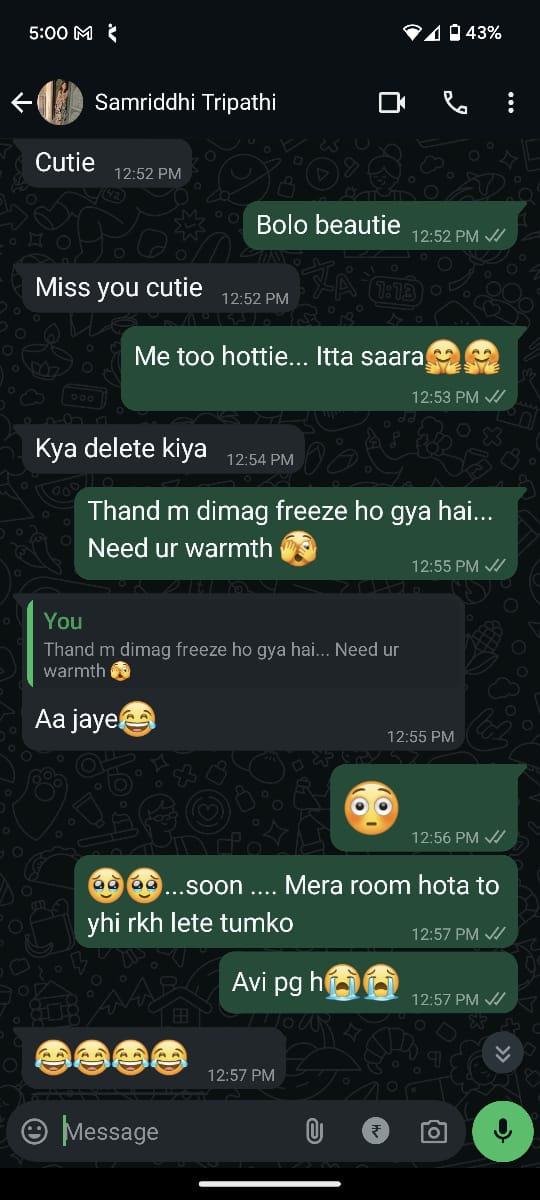 5:00
43%
Samriddhi Tripathi
Cutie 12:52 PM
Bolo beautie 12:52 PM
Miss you cutie 12:52 PM
Me too hottie... Itta saara🤗🤗
12:53 PM
Kya delete kiya 12:54 PM
Thand m dimag freeze ho gya hai...
Need ur warmth 🫣 12:55 PM
You
Thand m dimag freeze ho gya hai... Need ur
warmth 🫣
Aa jaye😂
12:55 PM
😳 12:56 PM
🥹🥹...soon .... Mera room hota to
yhi rkh lete tumko 12:57 PM
Avi pg h😭😭 12:57 PM
😂😂😂😂 12:57 PM
Message